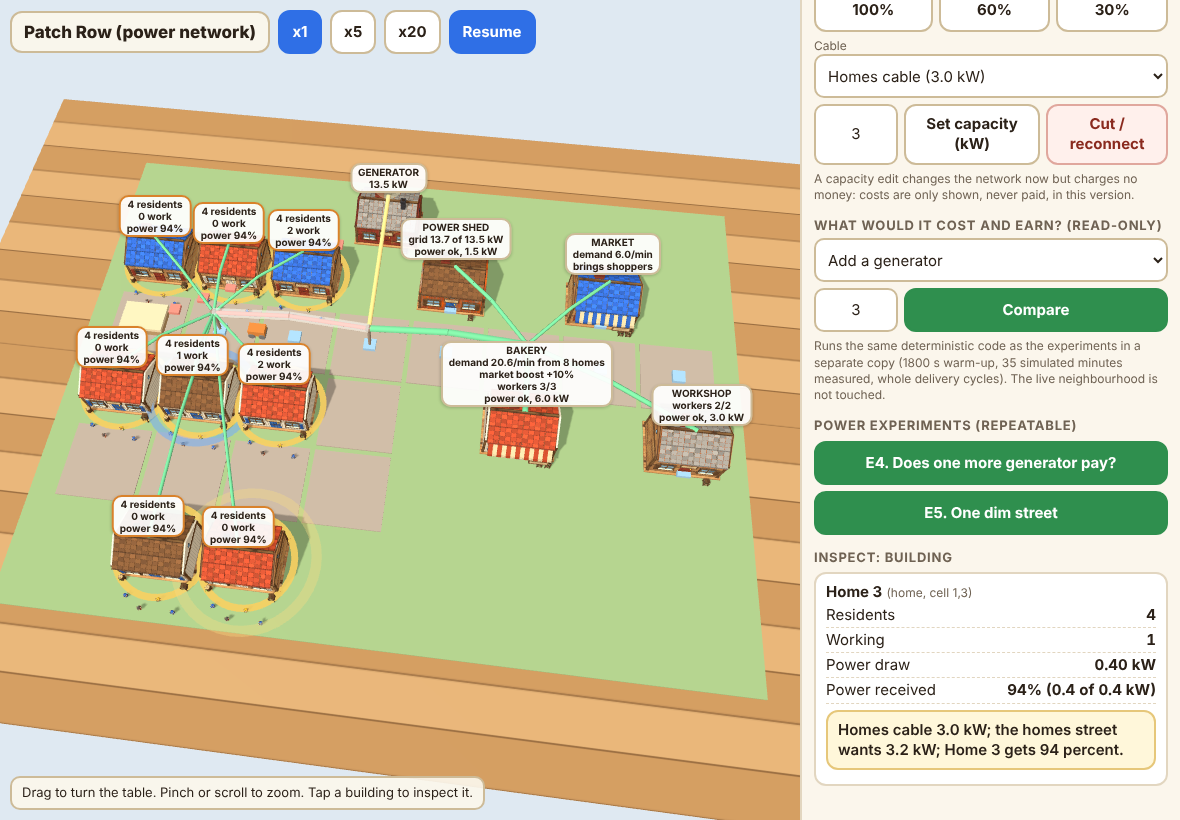 Patch Row (power network)
x1
x5
x20
Resume
GENERATOR
13.5 kW
4 residents
0 work
power 94%
4 residents
0 work
power 94%
4 residents
2 work
power 94%
POWER SHED
grid 13.7 of 13.5 kW
power ok, 1.5 kW
MARKET
demand 6.0/min
brings shoppers
4 residents
0 work
power 94%
4 residents
1 work
power 94%
4 residents
2 work
power 94%
BAKERY
demand 20.6/min from 8 homes
market boost +10%
workers 3/3
power ok, 6.0 kW
WORKSHOP
workers 2/2
power ok, 3.0 kW
4 residents
0 work
power 94%
4 residents
0 work
power 94%
Drag to turn the table. Pinch or scroll to zoom. Tap a building to inspect it.
100%
60%
30%
Cable
Homes cable (3.0 kW)
3
Set capacity
(kW)
Cut /
reconnect
A capacity edit changes the network now but charges no
money: costs are only shown, never paid, in this version.
WHAT WOULD IT COST AND EARN? (READ-ONLY)
Add a generator
3
Compare
Runs the same deterministic code as the experiments in a
separate copy (1800 s warm-up, 35 simulated minutes
measured, whole delivery cycles). The live neighbourhood is
not touched.
POWER EXPERIMENTS (REPEATABLE)
E4. Does one more generator pay?
E5. One dim street
INSPECT: BUILDING
Home 3 (home, cell 1,3)
Residents 4
Working 1
Power draw 0.40 kW
Power received 94% (0.4 of 0.4 kW)
Homes cable 3.0 kW; the homes street
wants 3.2 kW; Home 3 gets 94 percent.